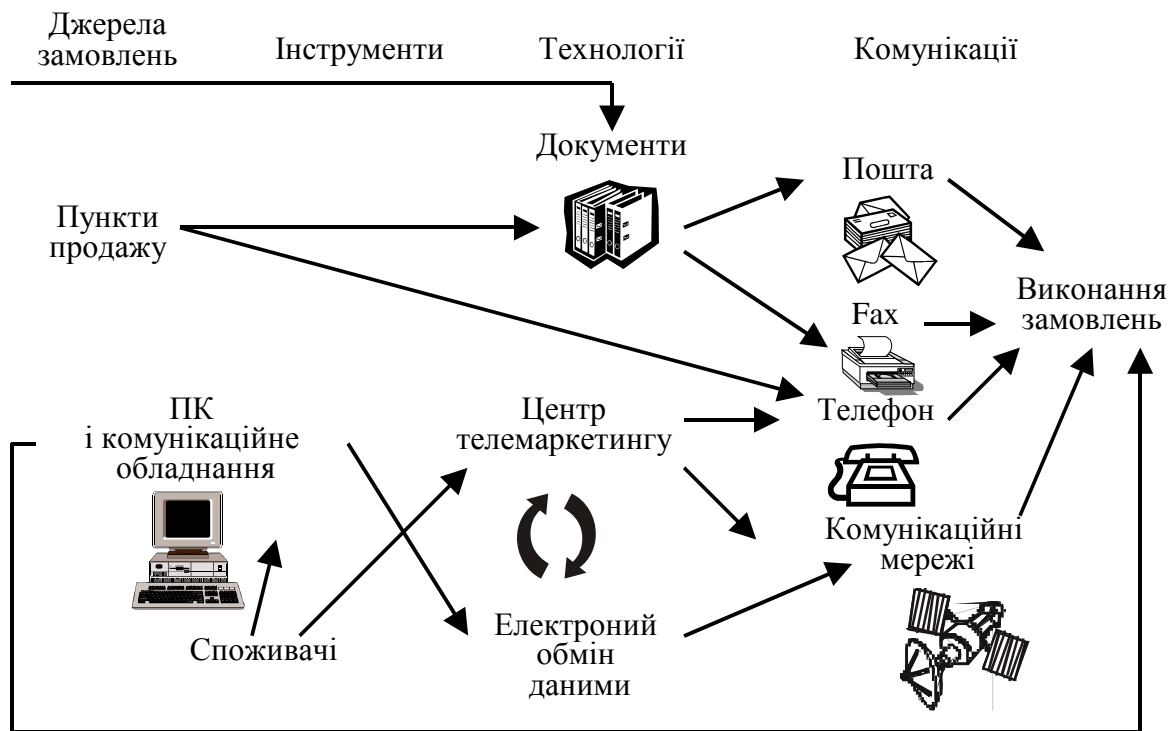 Джерела
замовлень
Інструменти
Технології
Комунікації
Документи
Пошта
Пункти
продажу
Виконання
замовлень
Fax
ПК
і комунікаційне
обладнання
Центр
телемаркетингу
Телефон
Комунікаційні
мережі
Споживачі
Електроний
обмін
даними